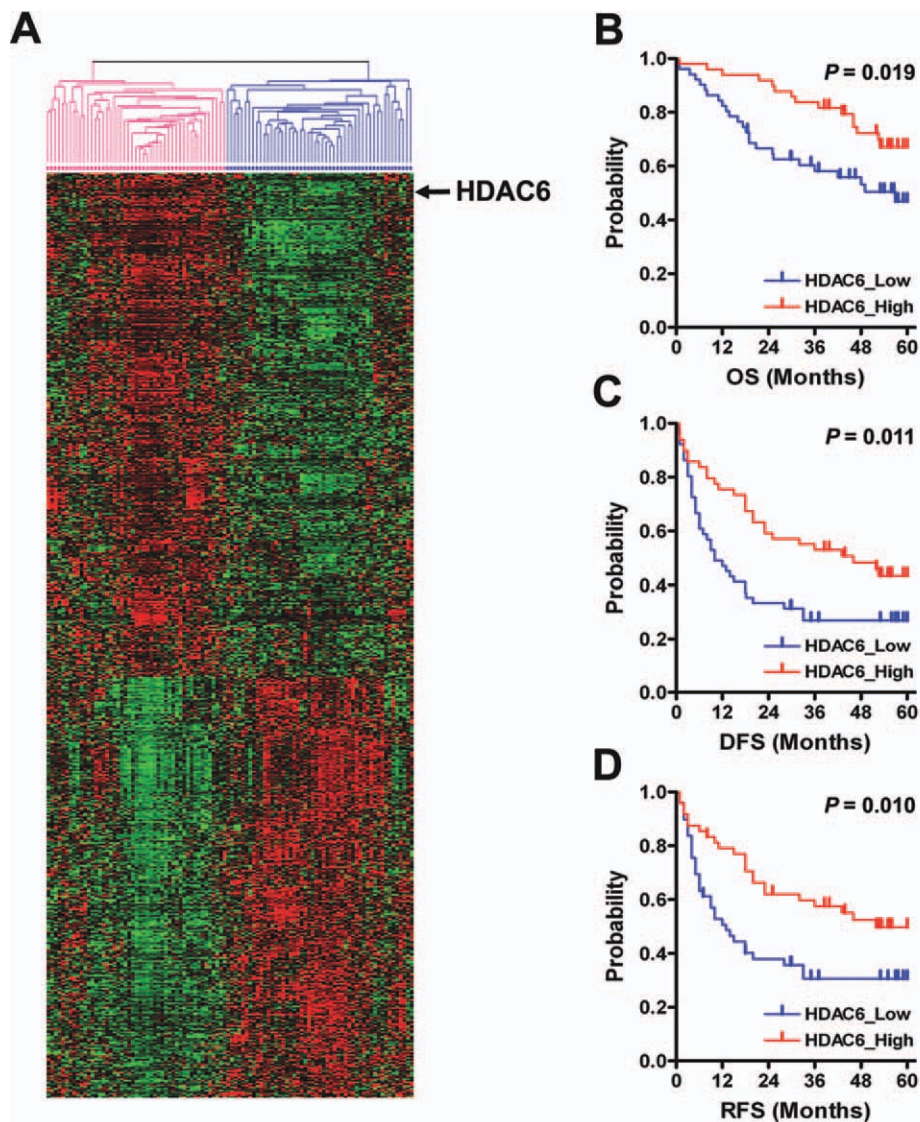 A
HDAC6
B
P = 0.019
Probability
1.0
0.8
0.6
0.4
0.2
0.0
HDAC6_Low
HDAC6_High
0 12 24 36 48 60
OS (Months)
C
P = 0.011
Probability
1.0
0.8
0.6
0.4
0.2
0.0
HDAC6_Low
HDAC6_High
0 12 24 36 48 60
DFS (Months)
D
P = 0.010
Probability
1.0
0.8
0.6
0.4
0.2
0.0
HDAC6_Low
HDAC6_High
0 12 24 36 48 60
RFS (Months)